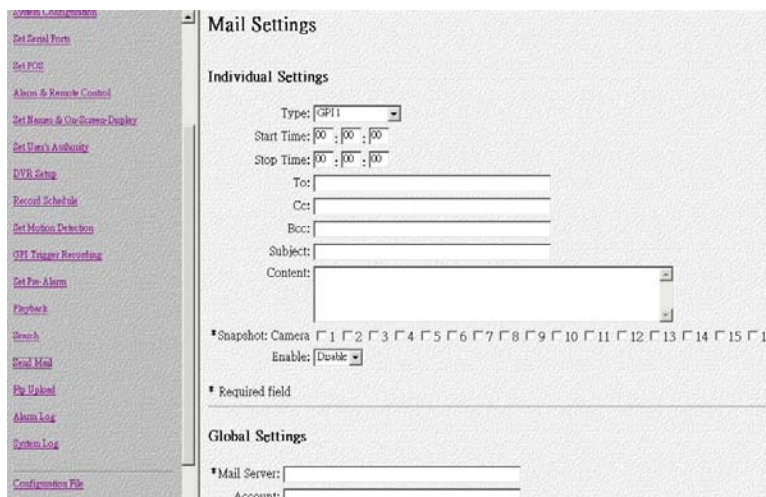 System Configuration
Set Serial Ports
Set POS
Alarm & Remote Control
Set Names & On-Screen-Display
Set User's Authority
DVR Setup
Record Schedule
Set Motion Detection
GPI Trigger Recording
Set Pre-Alarm
Playback
Search
Send Mail
Ftp Upload
Alarm Log
System Log
Configuration File
Mail Settings
Individual Settings
Type: GPI1
Start Time: 00 : 00 : 00
Stop Time: 00 : 00 : 00
To:
Cc:
Bcc:
Subject:
Content:
*Snapshot: Camera 1 2 3 4 5 6 7 8 9 10 11 12 13 14 15 1
Enable: Disable
* Required field
Global Settings
*Mail Server:
Account: